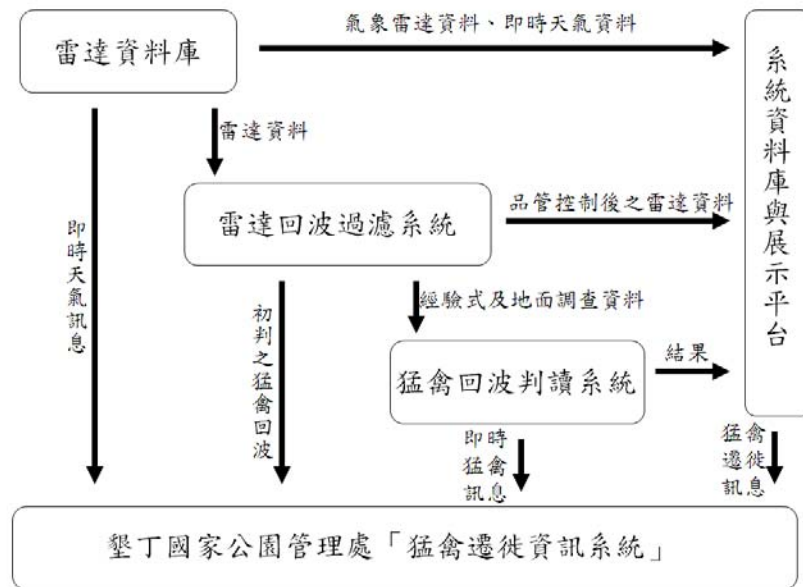 氣象雷達資料、即時天氣資料
雷達資料庫
系統資料庫與展示平台
雷達資料
品管控制後之雷達資料
雷達回波過濾系統
即時天氣訊息
初判之猛禽回波
經驗式及地面調查資料
結果
猛禽回波判讀系統
即時
猛禽
訊息
猛禽
遷徙
訊息
墾丁國家公園管理處「猛禽遷徙資訊系統」